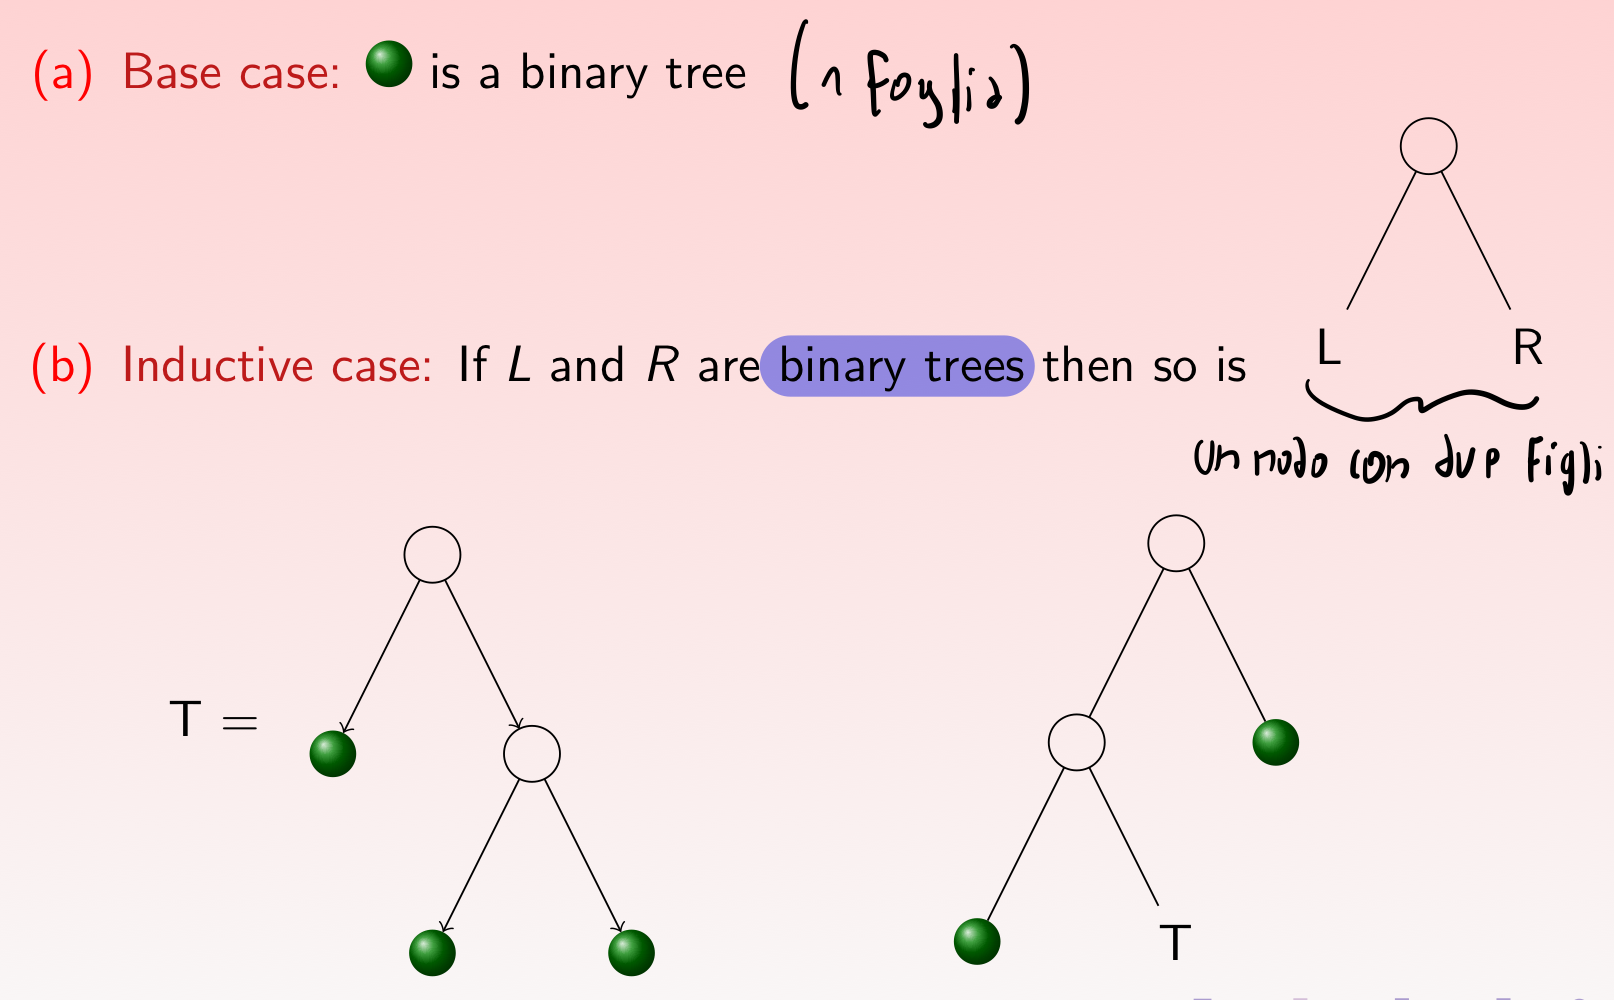 (a) Base case: is a binary tree (1 Foglia)
L R
(b) Inductive case: If L and R are binary trees then so is
Un nodo con due Figli
T =
T